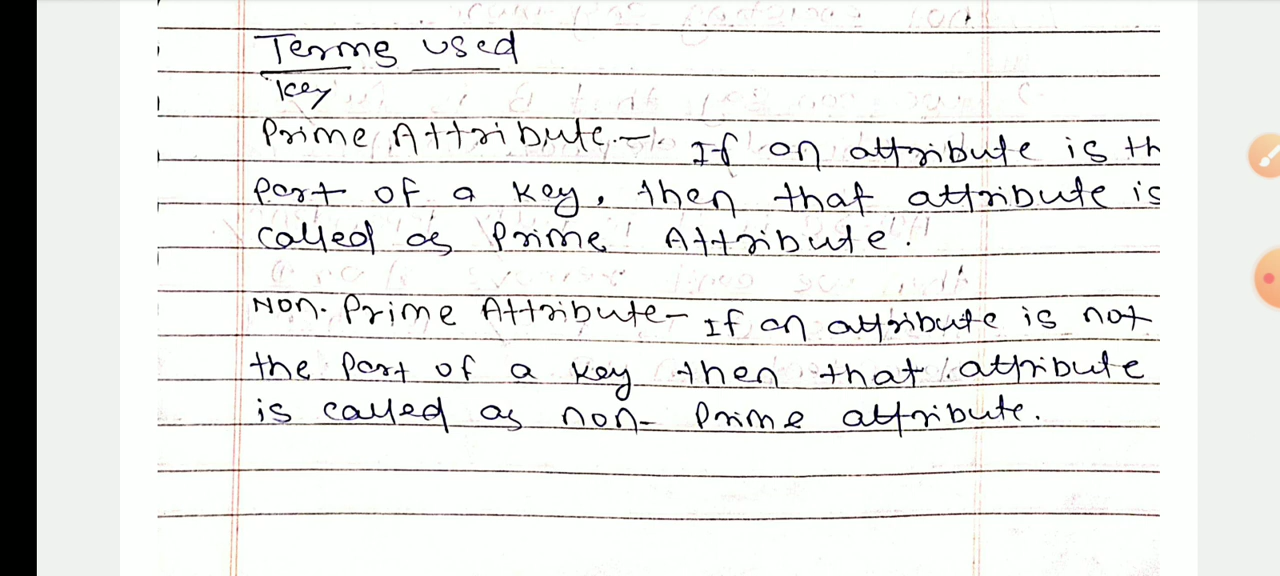 Terms used
Key
Prime Attribute - If an attribute is th
part of a key, then that attribute is
called as Prime Attribute.
Non-Prime Attribute - If an attribute is not
the part of a key then that attribute
is called as non-Prime attribute.